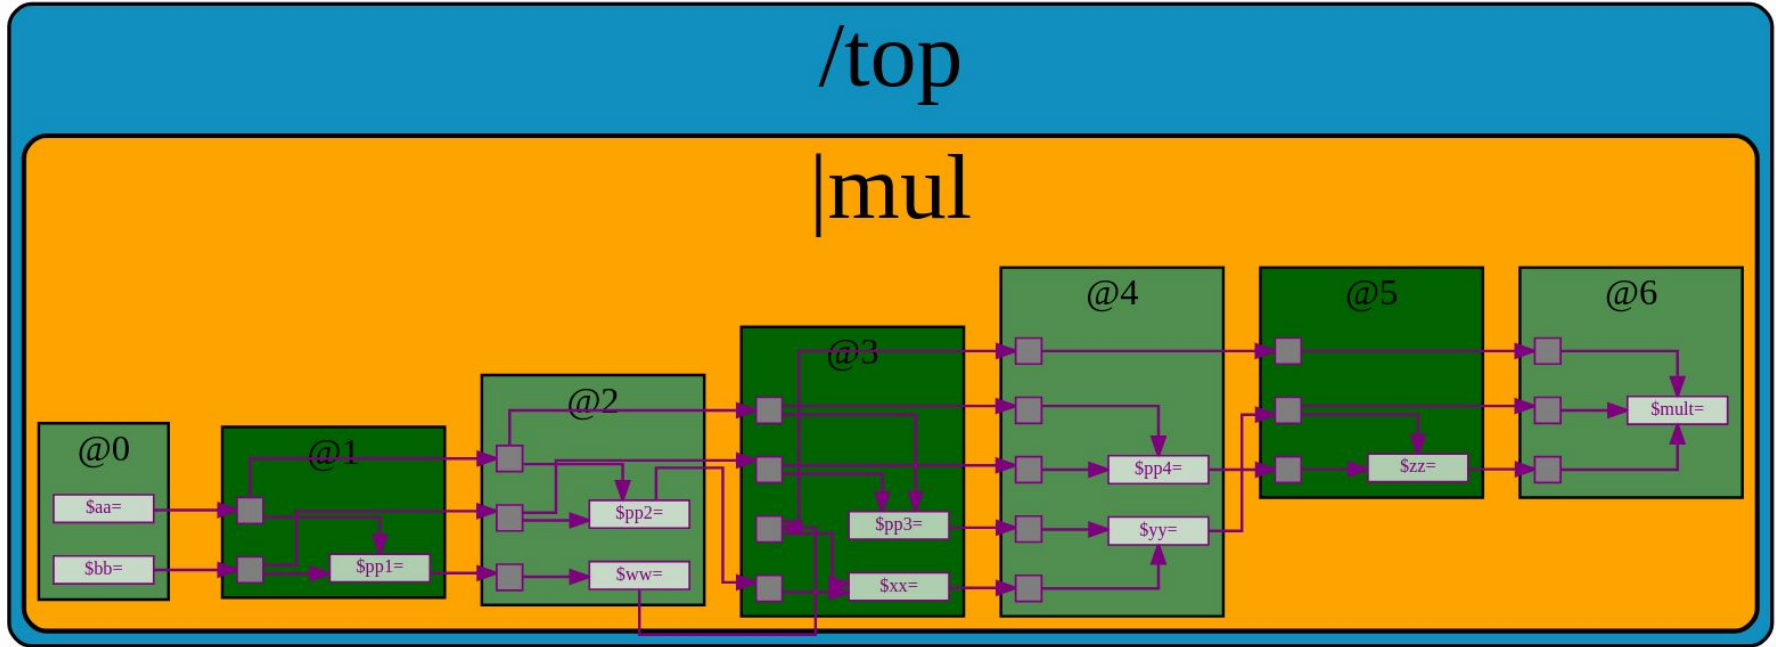 /top
|mul
@0
$aa=
$bb=
@1
$pp1=
@2
$pp2=
$ww=
@3
$pp3=
$xx=
@4
$pp4=
$yy=
@5
$zz=
@6
$mult=